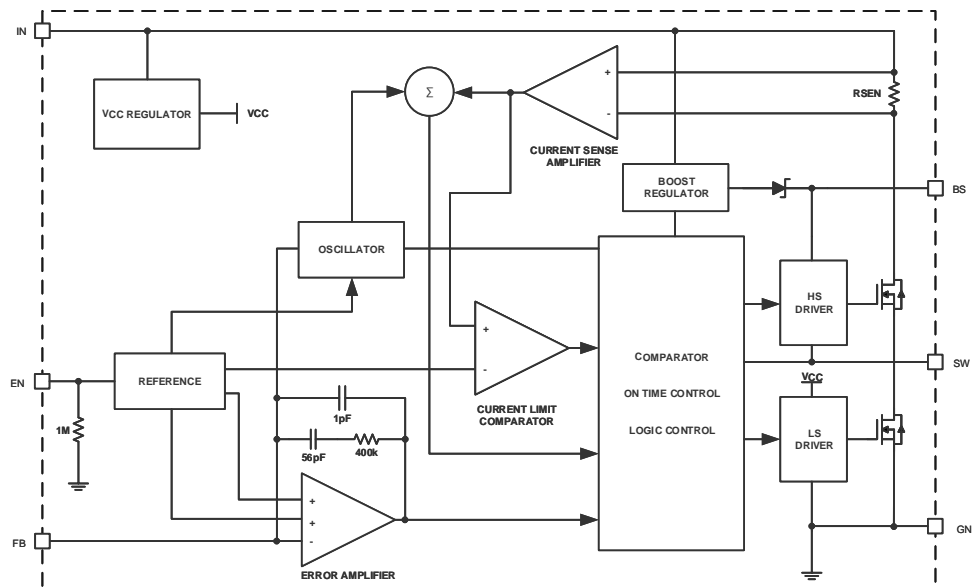 IN
VCC REGULATOR
VCC
Σ
+
-
CURRENT SENSE
AMPLIFIER
RSEN
BOOST
REGULATOR
BS
OSCILLATOR
HS
DRIVER
+
-
CURRENT LIMIT
COMPARATOR
COMPARATOR
ON TIME CONTROL
LOGIC CONTROL
SW
VCC
LS
DRIVER
EN
REFERENCE
1M
1pF
56pF
400k
+
+
-
ERROR AMPLIFIER
FB
GN